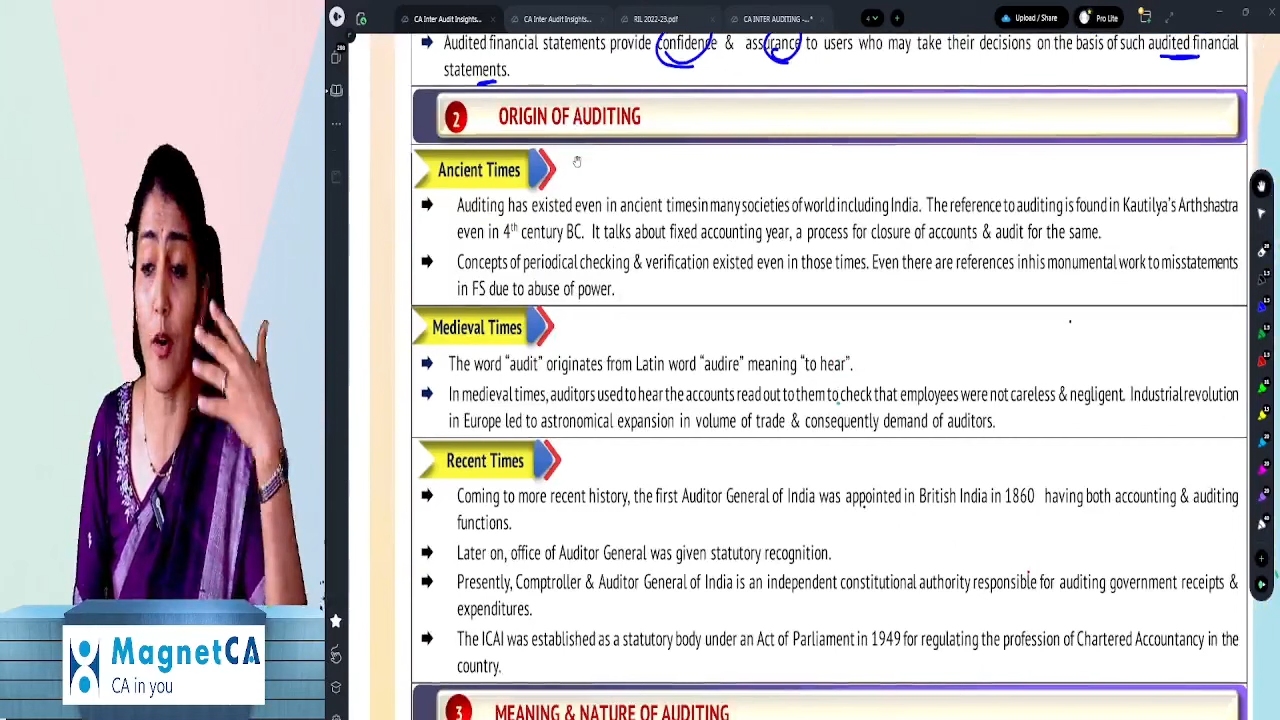 CA Inter Audit Insights...
CA Inter Audit Insights...
RIL 2022-23.pdf
CA INTER AUDITING -...*
4
Upload / Share
Pro Lite
Audited financial statements provide confidence & assurance to users who may take their decisions on the basis of such audited financial
statements.
2 ORIGIN OF AUDITING
Ancient Times
Auditing has existed even in ancient times in many societies of world including India. The reference to auditing is found in Kautilya's Arthshastra
even in 4th century BC. It talks about fixed accounting year, a process for closure of accounts & audit for the same.
Concepts of periodical checking & verification existed even in those times. Even there are references in his monumental work to misstatements
in FS due to abuse of power.
Medieval Times
The word "audit" originates from Latin word "audire" meaning "to hear".
In medieval times, auditors used to hear the accounts read out to them to check that employees were not careless & negligent. Industrial revolution
in Europe led to astronomical expansion in volume of trade & consequently demand of auditors.
Recent Times
Coming to more recent history, the first Auditor General of India was appointed in British India in 1860 having both accounting & auditing
functions.
Later on, office of Auditor General was given statutory recognition.
Presently, Comptroller & Auditor General of India is an independent constitutional authority responsible for auditing government receipts &
expenditures.
The ICAI was established as a statutory body under an Act of Parliament in 1949 for regulating the profession of Chartered Accountancy in the
country.
3 MEANING & NATURE OF AUDITING
MagnetCA
CA in you